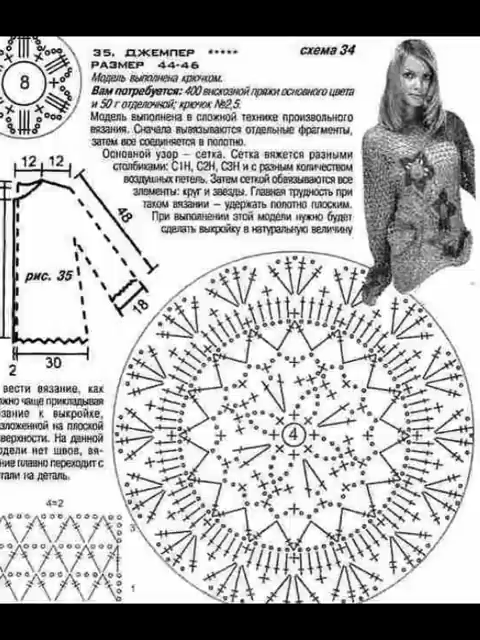 35. ДЖЕМПЕР *****
схема 34
РАЗМЕР 44-46
Модель выполнена крючком.
Вам потребуется: 400 вискозной пряжи основного цвета
и 50 г отделочной; крючок №2,5.
Модель выполнена в сложной технике произвольного
вязания. Сначала вывязываются отдельные фрагменты,
затем все соединяется в полотно.
Основной узор - сетка. Сетка вяжется разными
столбиками: С1Н, С2Н, С3Н и с разным количеством
воздушных петель. Затем сеткой обвязываются все
элементы: круг и звезды. Главная трудность при
таком вязании – удержать полотно плоским.
При выполнении этой модели нужно будет
сделать выкройку в натуральную величину
8
12 12
48
рис. 35
18
30
2
вести вязание, как
прикладывая
к выкройке,
на плоской
На данной
нет швов,
плавно переходит с
на деталь.
4
4=2
3
1